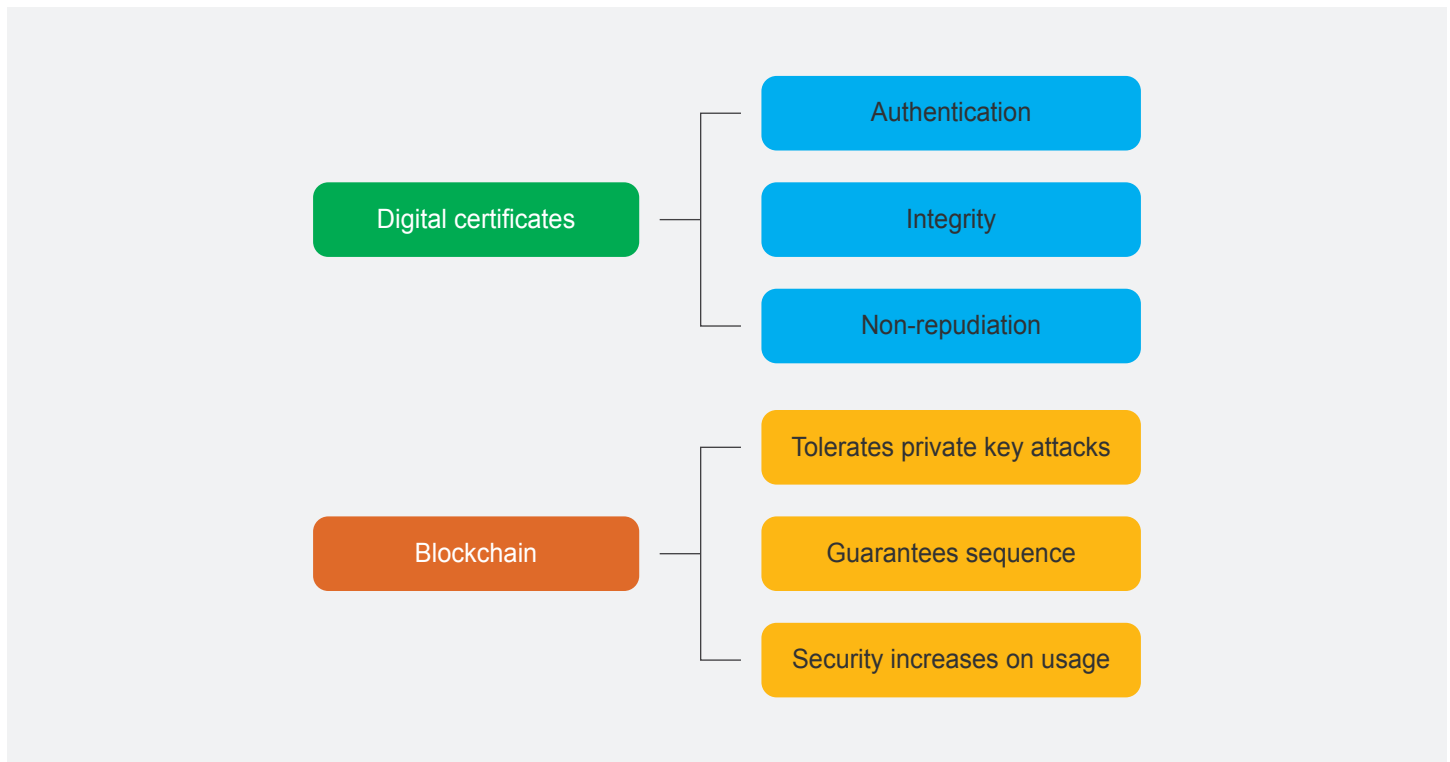 Digital certificates
Authentication
Integrity
Non-repudiation
Blockchain
Tolerates private key attacks
Guarantees sequence
Security increases on usage